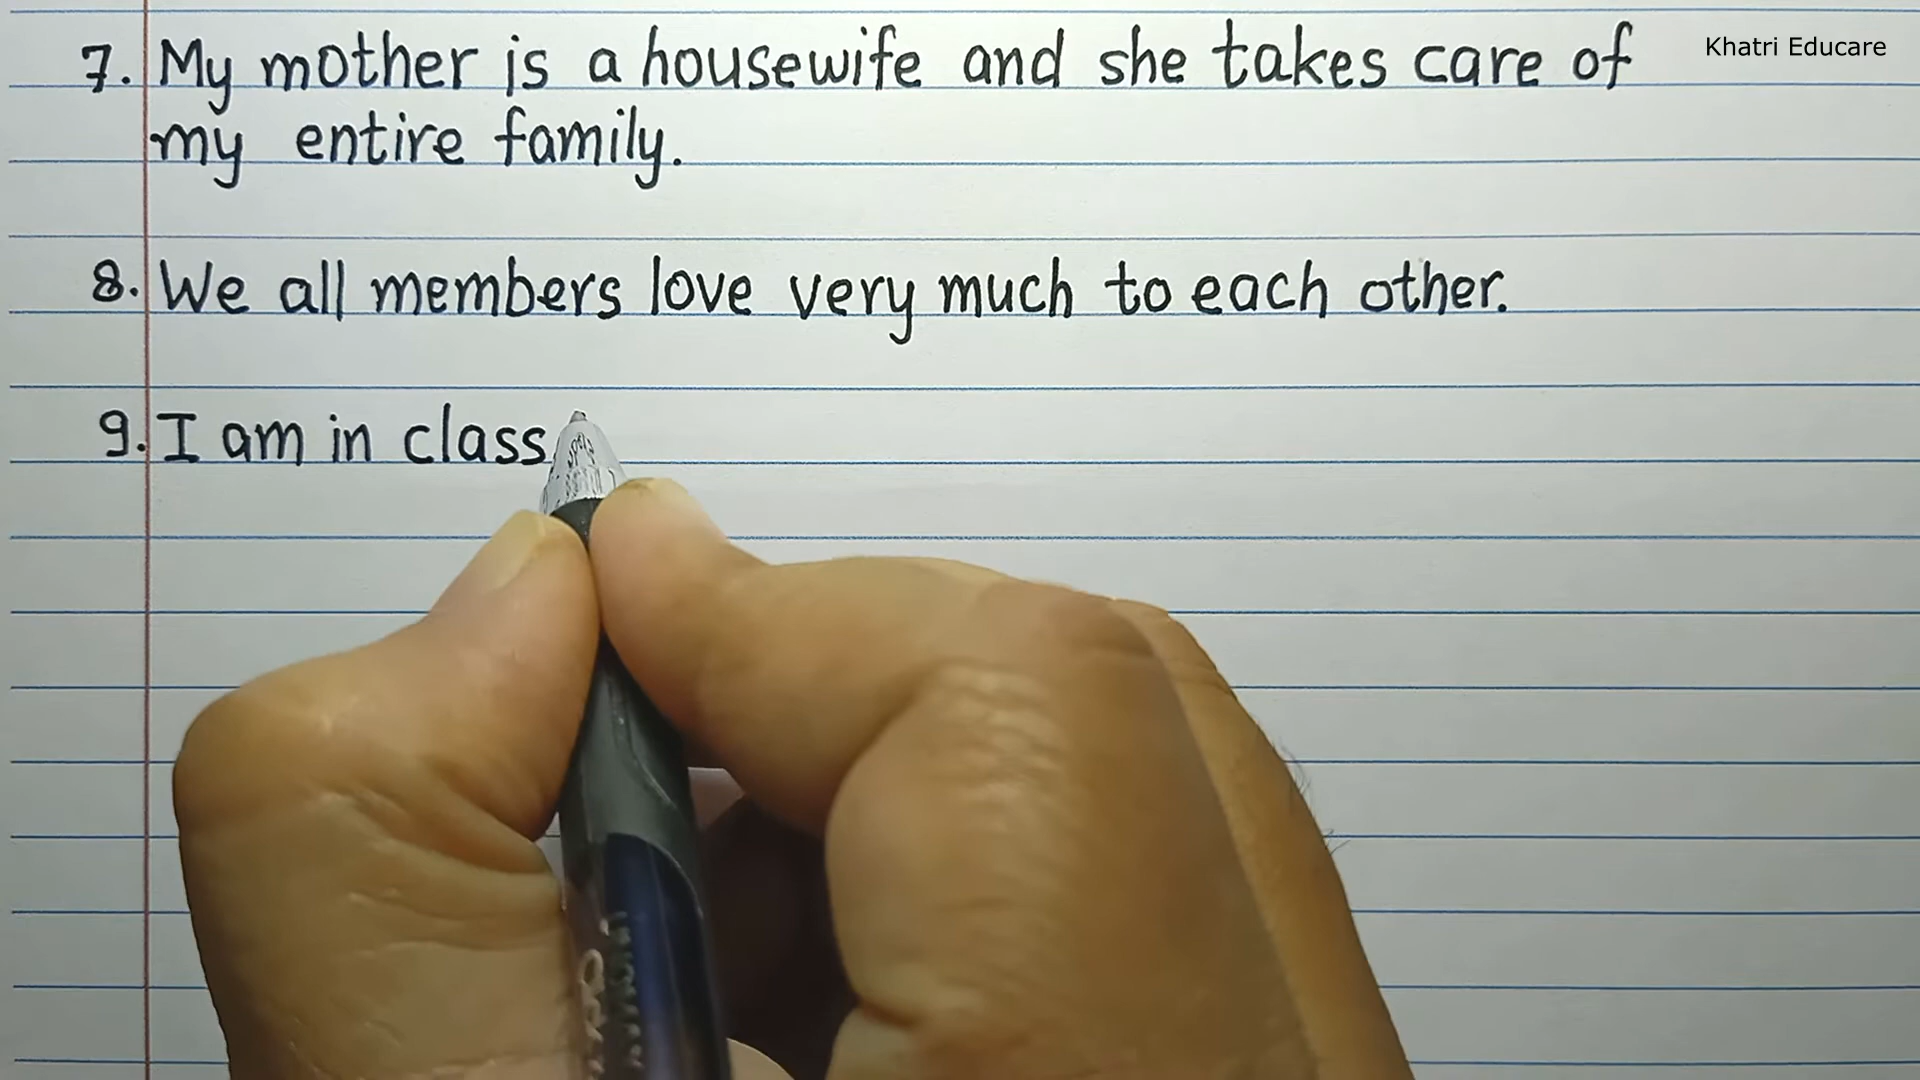 7. My mother is a housewife and she takes care of
Khatri Educare
my entire family.
8. We all members love very much to each other.
9. I am in class